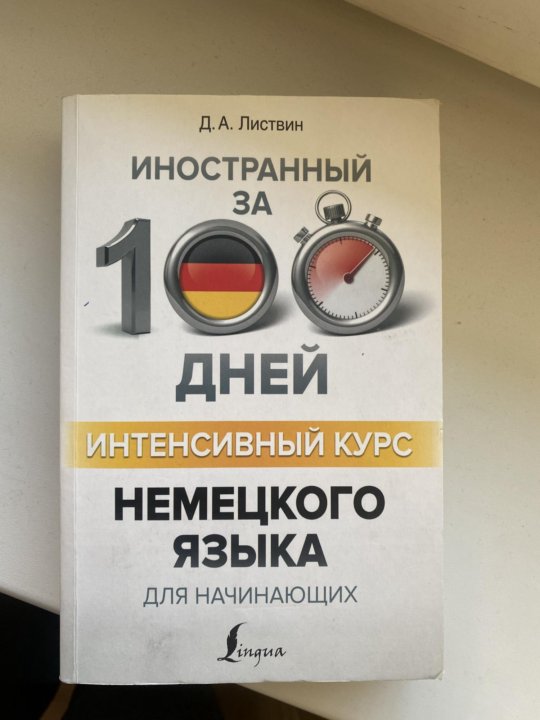 Д. А. Листвин
ИНОСТРАННЫЙ
ЗА
100
ДНЕЙ
ИНТЕНСИВНЫЙ КУРС
НЕМЕЦКОГО
ЯЗЫКА
ДЛЯ НАЧИНАЮЩИХ
Lingua